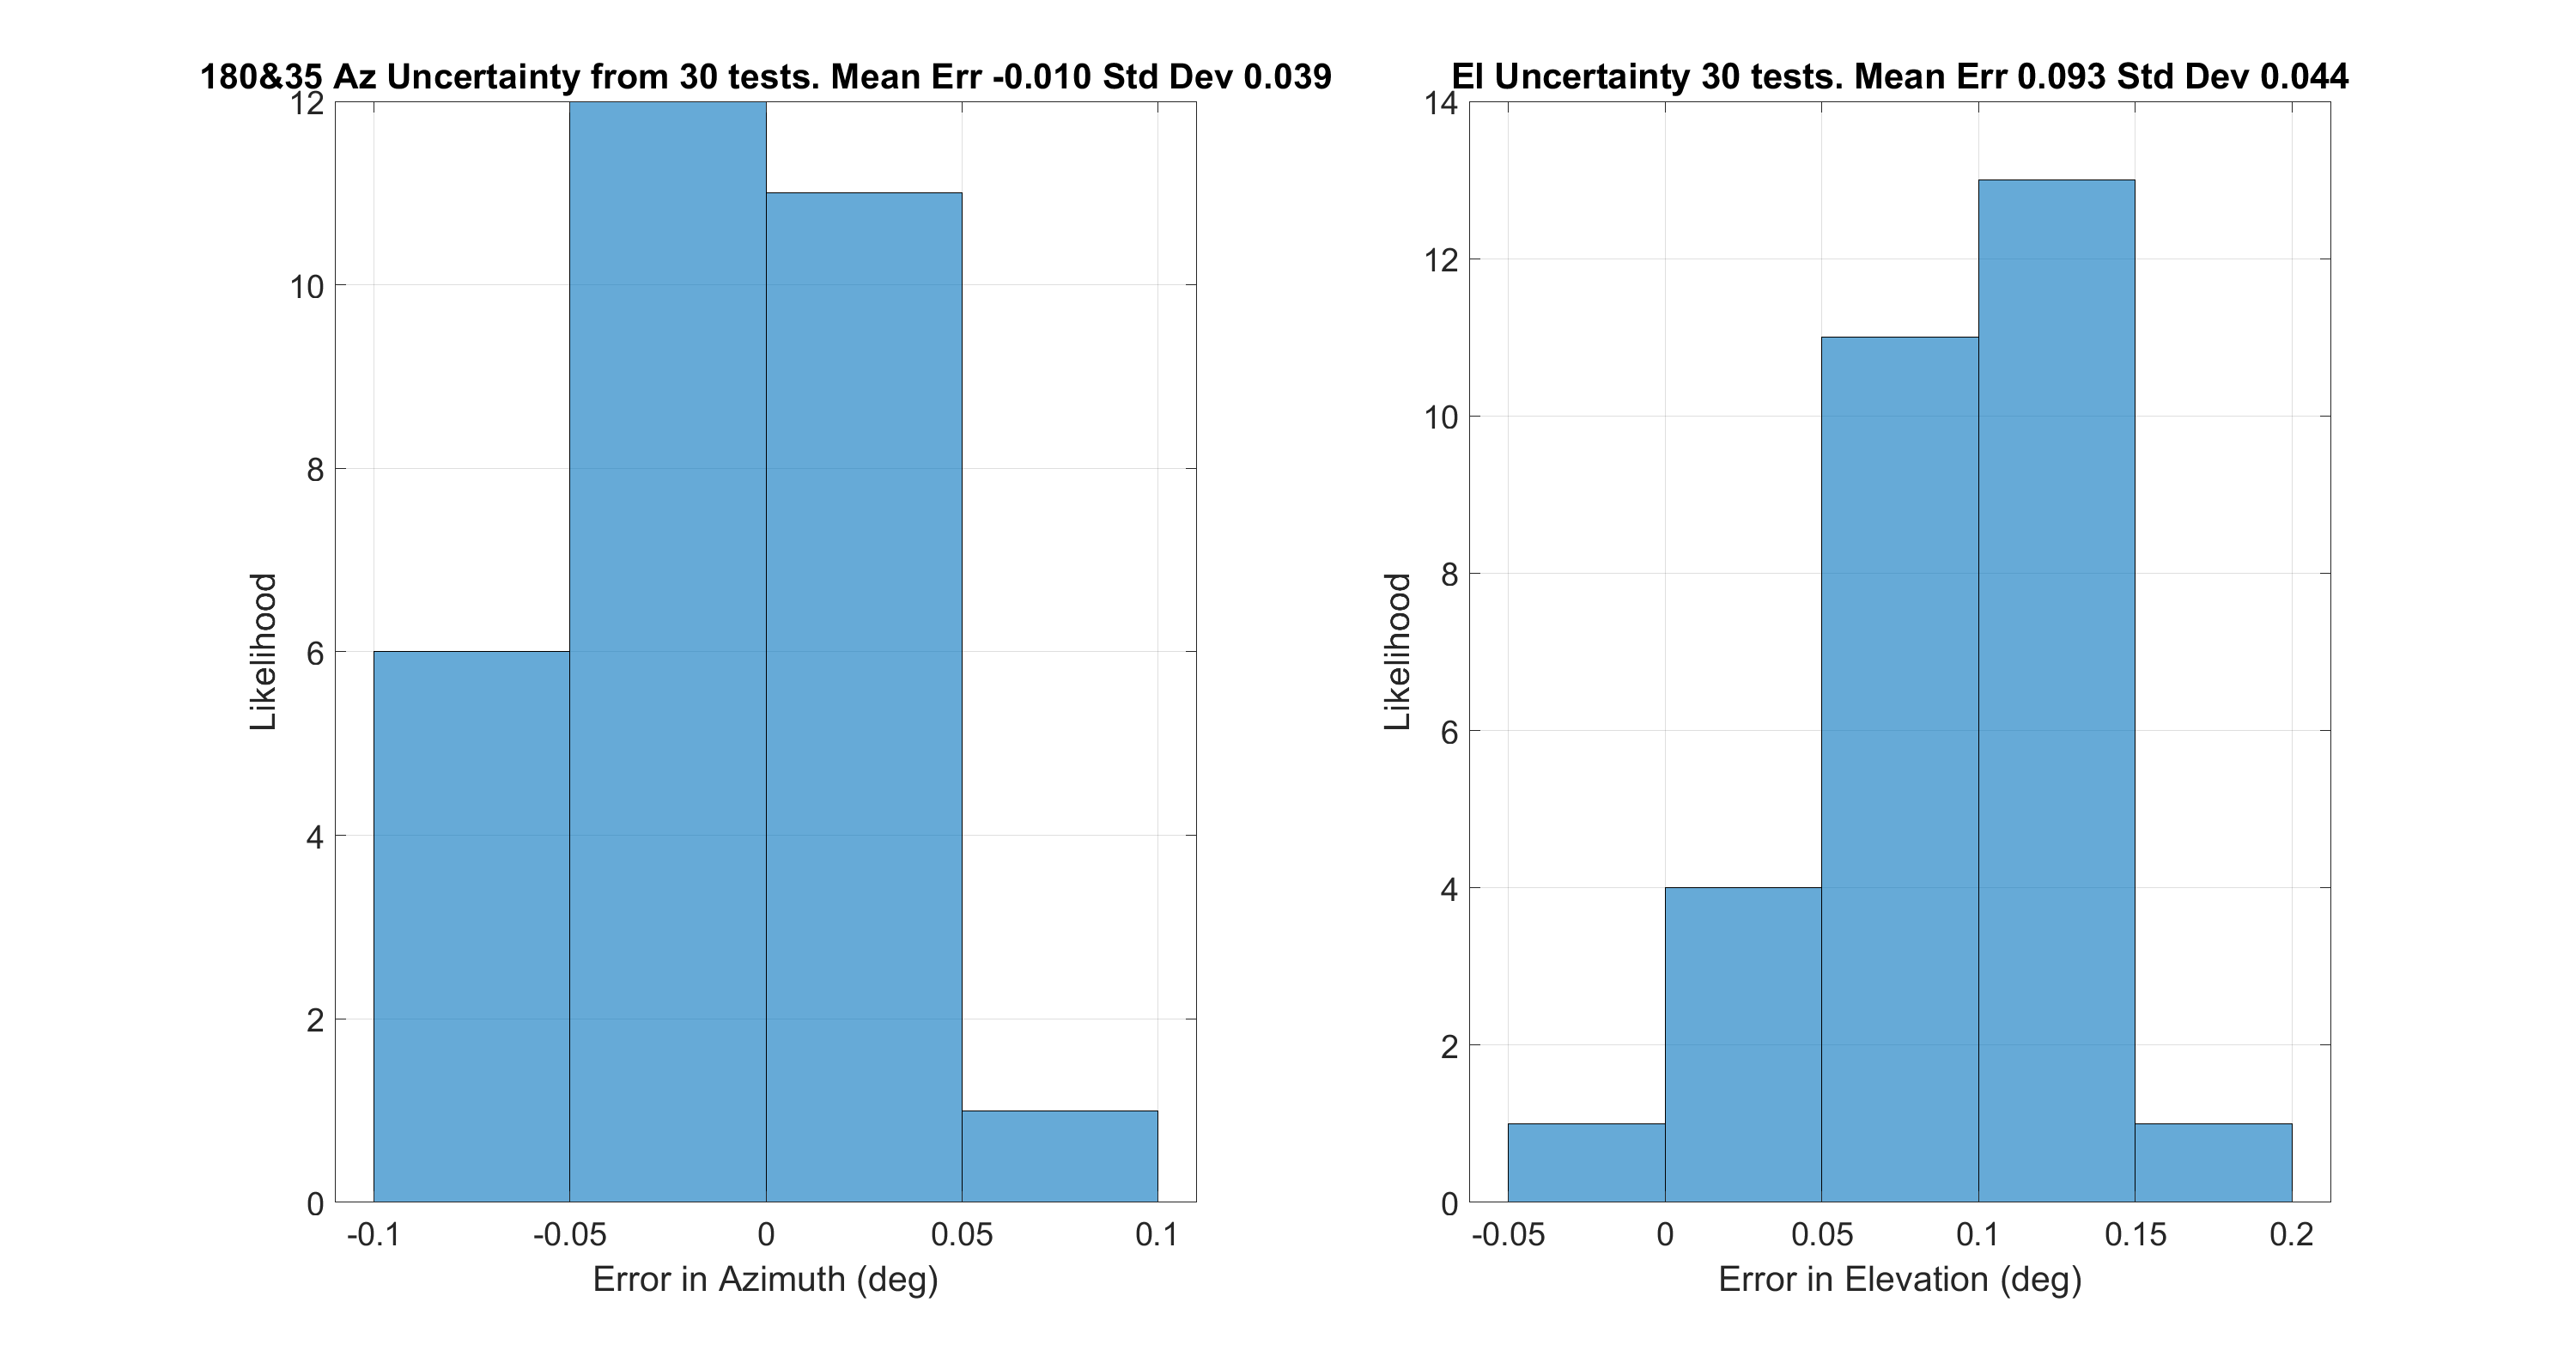 180&35 Az Uncertainty from 30 tests. Mean Err -0.010 Std Dev 0.039
12
10
8
6
4
2
0
Likelihood
-0.1 -0.05 0 0.05 0.1
Error in Azimuth (deg)
El Uncertainty 30 tests. Mean Err 0.093 Std Dev 0.044
14
12
10
8
6
4
2
0
Likelihood
-0.05 0 0.05 0.1 0.15 0.2
Error in Elevation (deg)